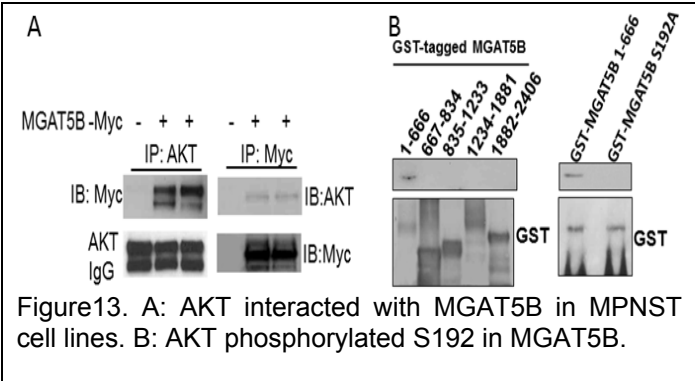 A
MGAT5B -Myc - + + - + +
IP: AKT IP: Myc
IB: Myc IB:AKT
AKT
IgG IB:Myc
B
GST-tagged MGAT5B
1-666
667-834
835-1233
1234-1881
1882-2406
GST
GST-MGAT5B 1-666
GST-MGAT5B S192A
GST
Figure13. A: AKT interacted with MGAT5B in MPNST
cell lines. B: AKT phosphorylated S192 in MGAT5B.